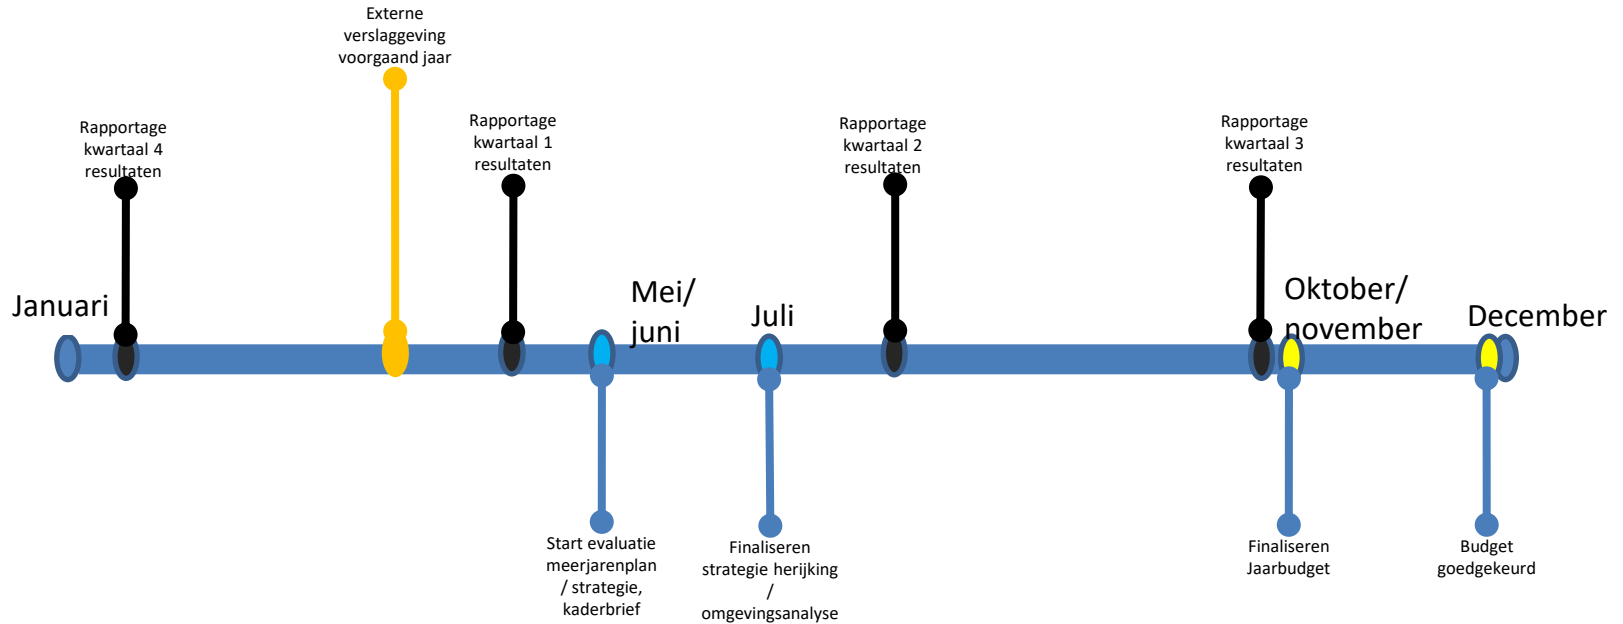 Externe
verslaggeving
voorgaand jaar
Rapportage
kwartaal 4
resultaten
Rapportage
kwartaal 1
resultaten
Rapportage
kwartaal 2
resultaten
Rapportage
kwartaal 3
resultaten
Januari
Mei/
juni
Juli
Oktober/
november
December
Start evaluatie
meerjarenplan
/ strategie,
kaderbrief
Finaliseren
strategie herijking
/
omgevingsanalyse
Finaliseren
Jaarbudget
Budget
goedgekeurd